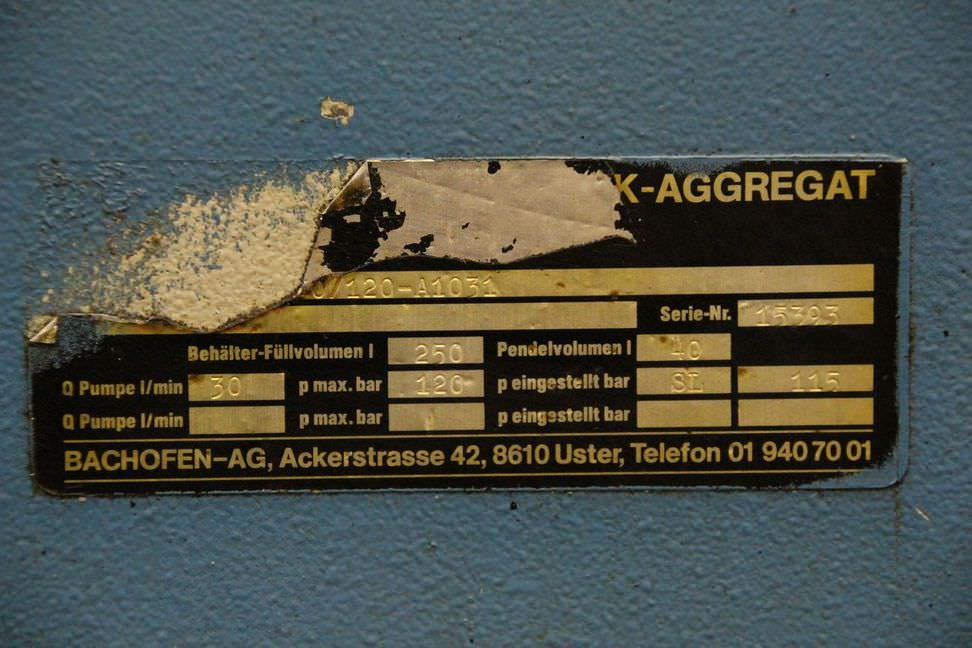 K-AGGREGAT
0/120-A1031
Serie-Nr. 15393
Behälter-Füllvolumen l 250 Pendelvolumen l 40
Q Pumpe l/min 30 p max. bar 120 p eingestellt bar SL 115
Q Pumpe l/min p max. bar p eingestellt bar
BACHOFEN-AG, Ackerstrasse 42, 8610 Uster, Telefon 01 940 70 01